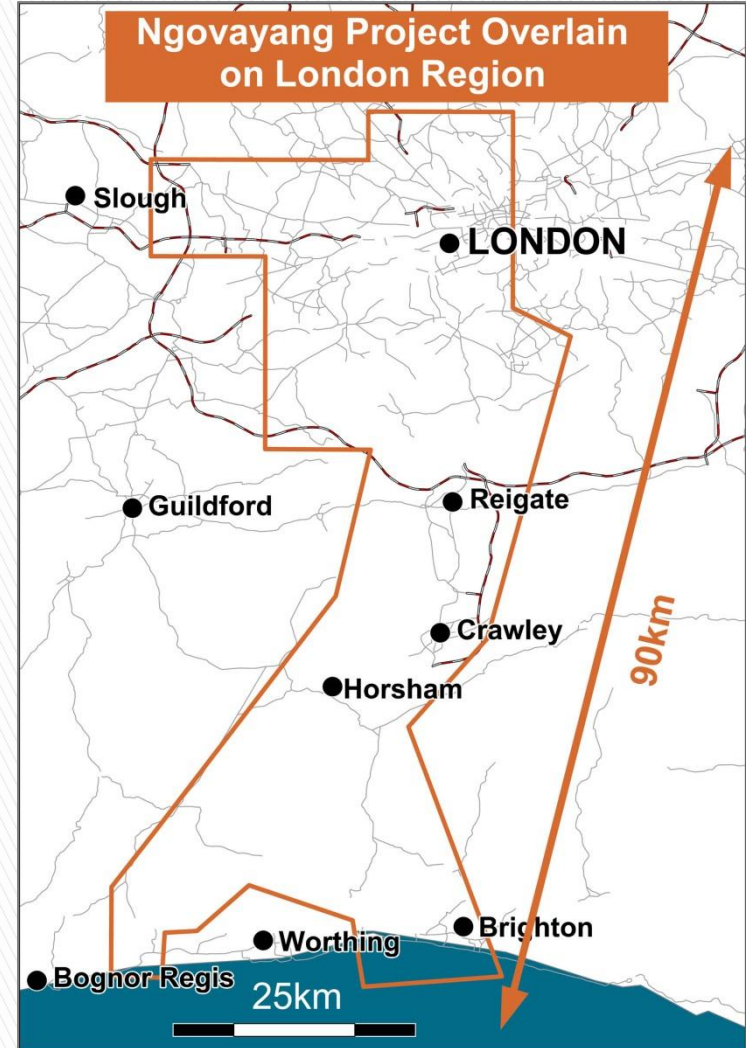 Ngovayang Project Overlain
on London Region
Slough
LONDON
Guildford
Reigate
Crawley
90km
Horsham
Brighton
Worthing
Bognor Regis
25km